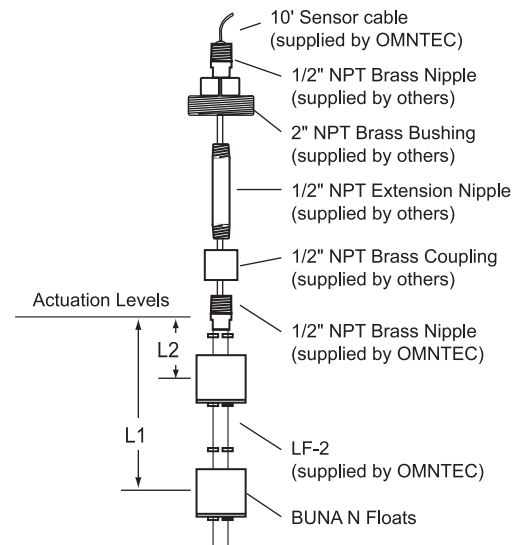 10' Sensor cable
(supplied by OMNTEC)
1/2" NPT Brass Nipple
(supplied by others)
2" NPT Brass Bushing
(supplied by others)
1/2" NPT Extension Nipple
(supplied by others)
1/2" NPT Brass Coupling
(supplied by others)
Actuation Levels
1/2" NPT Brass Nipple
(supplied by OMNTEC)
L2
L1
LF-2
(supplied by OMNTEC)
BUNA N Floats